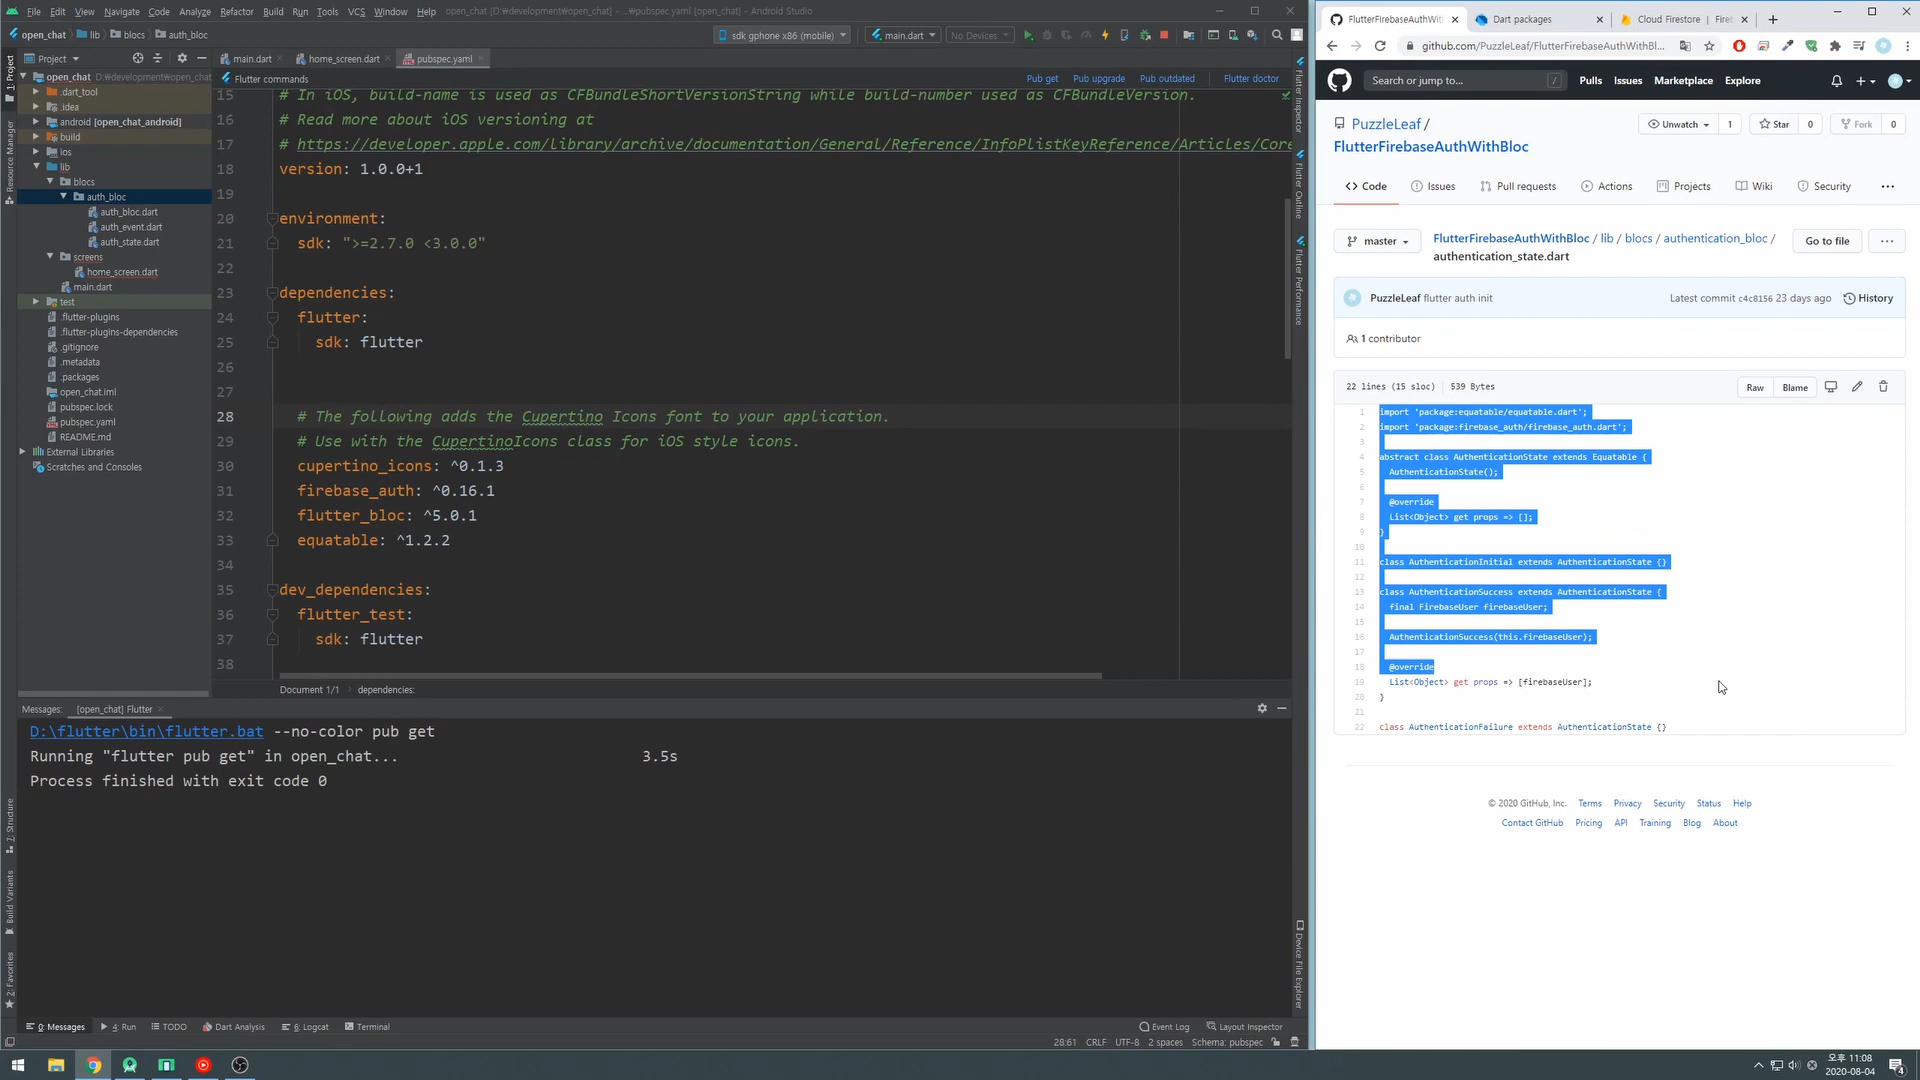 File Edit View Navigate Code Analyze Refactor Build Run Tools VCS Window Help open_chat [D:₩development₩open_chat] - ...₩pubspec.yaml [open_chat] - Android Studio
open_chat lib blocs auth_bloc
sdk gphone x86 (mobile) main.dart No Devices
Project
main.dart home_screen.dart pubspec.yaml
Flutter commands Pub get Pub upgrade Pub outdated Flutter doctor
open_chat D:₩development₩open_chat
.dart_tool
.idea
android [open_chat_android]
build
ios
lib
blocs
auth_bloc
auth_bloc.dart
auth_event.dart
auth_state.dart
screens
home_screen.dart
main.dart
test
.flutter-plugins
.flutter-plugins-dependencies
.gitignore
.metadata
.packages
open_chat.iml
pubspec.lock
pubspec.yaml
README.md
External Libraries
Scratches and Consoles
1: Project
Resource Manager
Z: Structure
Build Variants
2: Favorites
15 # In iOS, build-name is used as CFBundleShortVersionString while build-number used as CFBundleVersion.
16 # Read more about iOS versioning at
17 # https://developer.apple.com/library/archive/documentation/General/Reference/InfoPlistKeyReference/Articles/Core
18 version: 1.0.0+1
19
20 environment:
21 sdk: ">=2.7.0 <3.0.0"
22
23 dependencies:
24 flutter:
25 sdk: flutter
26
27
28 # The following adds the Cupertino Icons font to your application.
29 # Use with the CupertinoIcons class for iOS style icons.
30 cupertino_icons: ^0.1.3
31 firebase_auth: ^0.16.1
32 flutter_bloc: ^5.0.1
33 equatable: ^1.2.2
34
35 dev_dependencies:
36 flutter_test:
37 sdk: flutter
38
Document 1/1 dependencies:
Flutter Inspector
Flutter Outline
Flutter Performance
Device File Explorer
Messages: [open_chat] Flutter
D:\flutter\bin\flutter.bat --no-color pub get
Running "flutter pub get" in open_chat... 3.5s
Process finished with exit code 0
0: Messages 4: Run TODO Dart Analysis 6: Logcat Terminal Event Log Layout Inspector
28:61 CRLF UTF-8 2 spaces Schema: pubspec
FlutterFirebaseAuthWit Dart packages Cloud Firestore | Fire
github.com/PuzzleLeaf/FlutterFirebaseAuthWithBl...
Search or jump to... / Pulls Issues Marketplace Explore
PuzzleLeaf /
FlutterFirebaseAuthWithBloc
Unwatch 1 Star 0 Fork 0
Code Issues Pull requests Actions Projects Wiki Security
master FlutterFirebaseAuthWithBloc / lib / blocs / authentication_bloc /
authentication_state.dart
Go to file
PuzzleLeaf flutter auth init Latest commit c4c8156 23 days ago History
1 contributor
22 lines (15 sloc) 539 Bytes Raw Blame
1 import 'package:equatable/equatable.dart';
2 import 'package:firebase_auth/firebase_auth.dart';
3
4 abstract class AuthenticationState extends Equatable {
5 AuthenticationState();
6
7 @override
8 List<Object> get props => [];
9 }
10
11 class AuthenticationInitial extends AuthenticationState {}
12
13 class AuthenticationSuccess extends AuthenticationState {
14 final FirebaseUser firebaseUser;
15
16 AuthenticationSuccess(this.firebaseUser);
17
18 @override
19 List<Object> get props => [firebaseUser];
20 }
21
22 class AuthenticationFailure extends AuthenticationState {}
© 2020 GitHub, Inc. Terms Privacy Security Status Help
Contact GitHub Pricing API Training Blog About
오후 11:08
2020-08-04
4